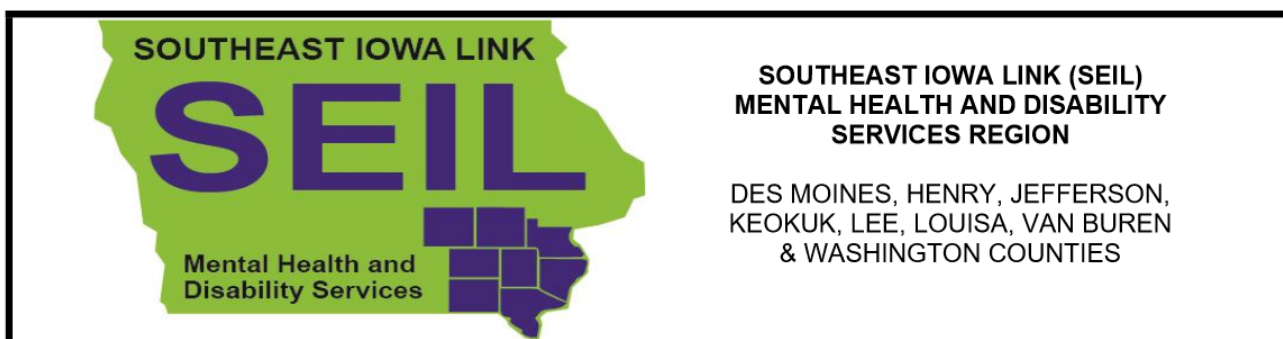 SOUTHEAST IOWA LINK
SEIL
Mental Health and
Disability Services
SOUTHEAST IOWA LINK (SEIL)
MENTAL HEALTH AND DISABILITY
SERVICES REGION
DES MOINES, HENRY, JEFFERSON,
KEOKUK, LEE, LOUISA, VAN BUREN
& WASHINGTON COUNTIES